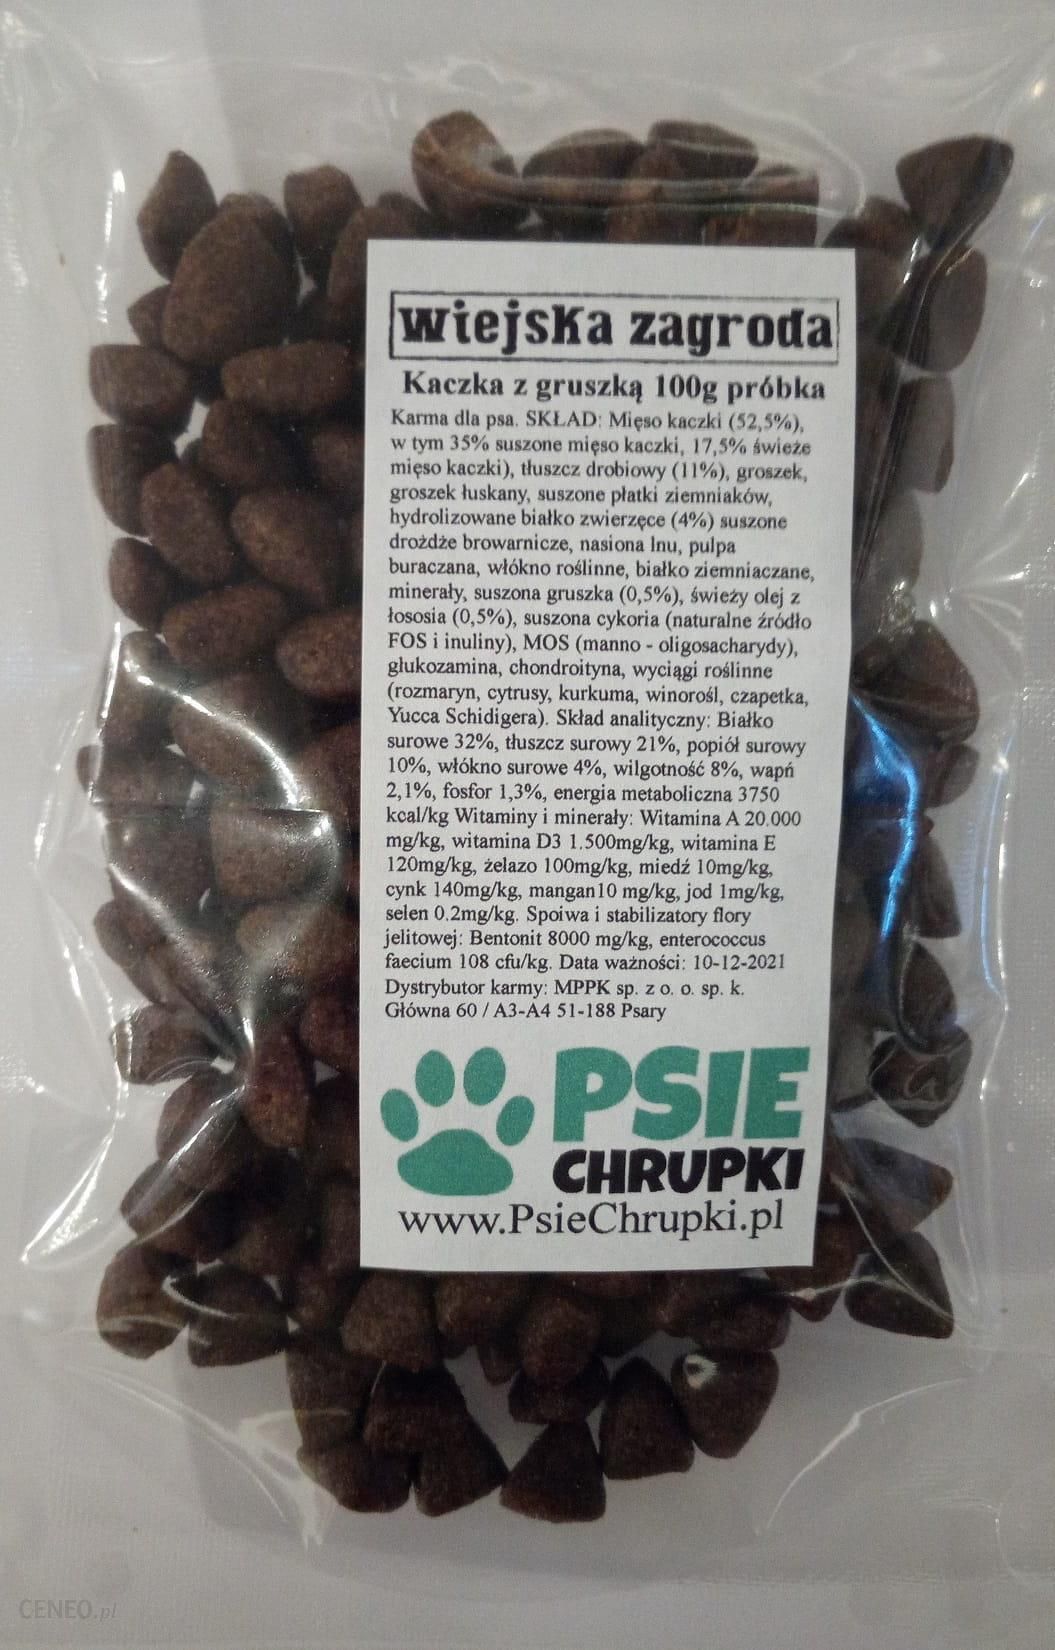 wiejska zagroda
Kaczka z gruszką 100g próbka
Karma dla psa. SKŁAD: Mięso kaczki (52,5%),
w tym 35% suszone mięso kaczki, 17,5% świeże
mięso kaczki), tłuszcz drobiowy (11%), groszek,
groszek łuskany, suszone płatki ziemniaków,
hydrolizowane białko zwierzęce (4%) suszone
drożdże browarnicze, nasiona lnu, pulpa
buraczana, włókno roślinne, białko ziemniaczane,
minerały, suszona gruszka (0,5%), świeży olej z
łososia (0,5%), suszona cykoria (naturalne źródło
FOS i inuliny), MOS (manno - oligosacharydy),
glukozamina, chondroityna, wyciągi roślinne
(rozmaryn, cytrusy, kurkuma, winorośl, czapetka,
Yucca Schidigera). Skład analityczny: Białko
surowe 32%, tłuszcz surowy 21%, popiół surowy
10%, włókno surowe 4%, wilgotność 8%, wapń
2,1%, fosfor 1,3%, energia metaboliczna 3750
kcal/kg Witaminy i minerały: Witamina A 20.000
mg/kg, witamina D3 1.500mg/kg, witamina E
120mg/kg, żelazo 100mg/kg, miedź 10mg/kg,
cynk 140mg/kg, mangan10 mg/kg, jod 1mg/kg,
selen 0.2mg/kg. Spoiwa i stabilizatory flory
jelitowej: Bentonit 8000 mg/kg, enterococcus
faecium 108 cfu/kg. Data ważności: 10-12-2021
Dystrybutor karmy: MPPK sp. z o. o. sp. k.
Główna 60 / A3-A4 51-188 Psary
PSIE
CHRUPKI
www.PsieChrupki.pl
CENEO.pl